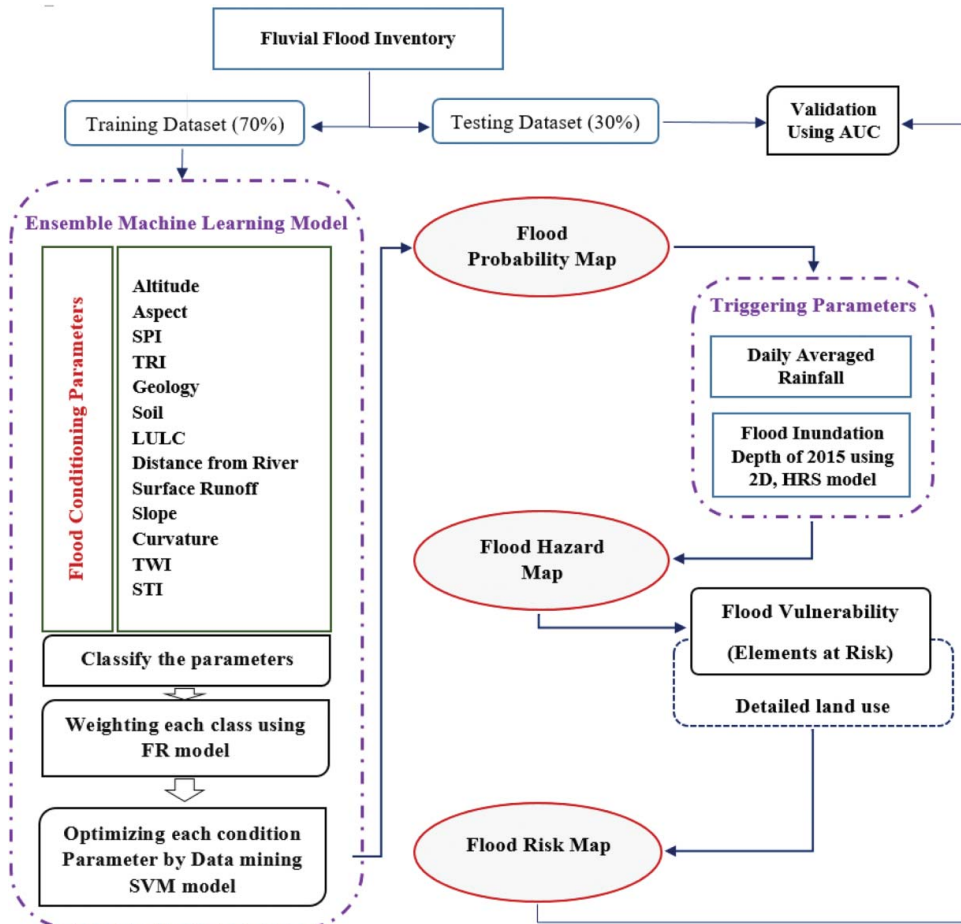 Fluvial Flood Inventory
Training Dataset (70%)
Testing Dataset (30%)
Validation
Using AUC
Ensemble Machine Learning Model
Flood Conditioning Parameters
Altitude
Aspect
SPI
TRI
Geology
Soil
LULC
Distance from River
Surface Runoff
Slope
Curvature
TWI
STI
Classify the parameters
Weighting each class using
FR model
Optimizing each condition
Parameter by Data mining
SVM model
Flood
Probability Map
Triggering Parameters
Daily Averaged
Rainfall
Flood Inundation
Depth of 2015 using
2D, HRS model
Flood Hazard
Map
Flood Vulnerability
(Elements at Risk)
Detailed land use
Flood Risk Map